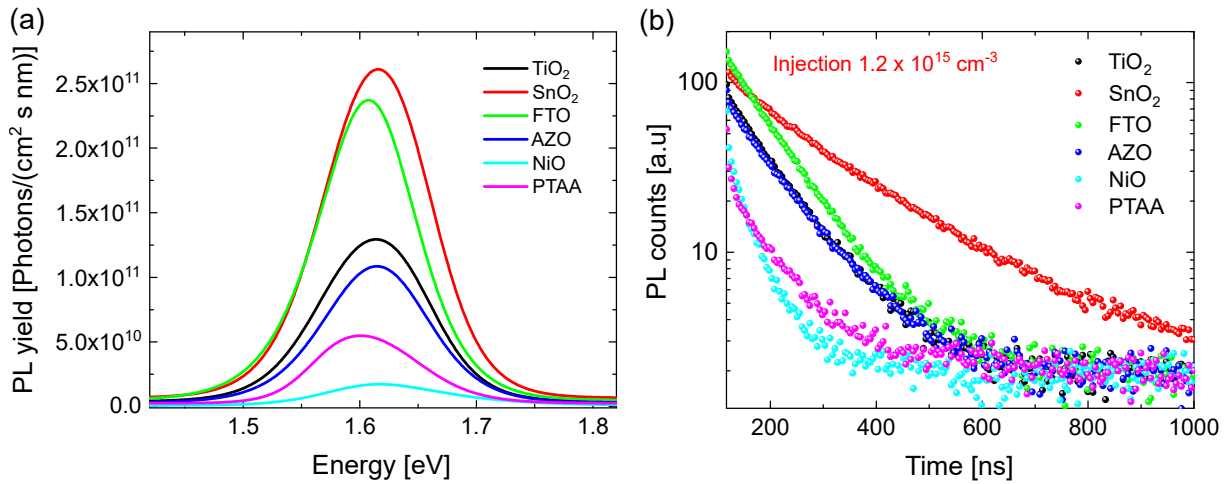 (a)
PL yield [Photons/(cm² s nm)]
2.5x10¹¹
2.0x10¹¹
1.5x10¹¹
1.0x10¹¹
5.0x10¹⁰
0.0
1.5
1.6
1.7
1.8
Energy [eV]
TiO₂
SnO₂
FTO
AZO
NiO
PTAA
(b)
PL counts [a.u]
100
10
200
400
600
800
1000
Time [ns]
Injection 1.2 x 10¹⁵ cm⁻³
TiO₂
SnO₂
FTO
AZO
NiO
PTAA